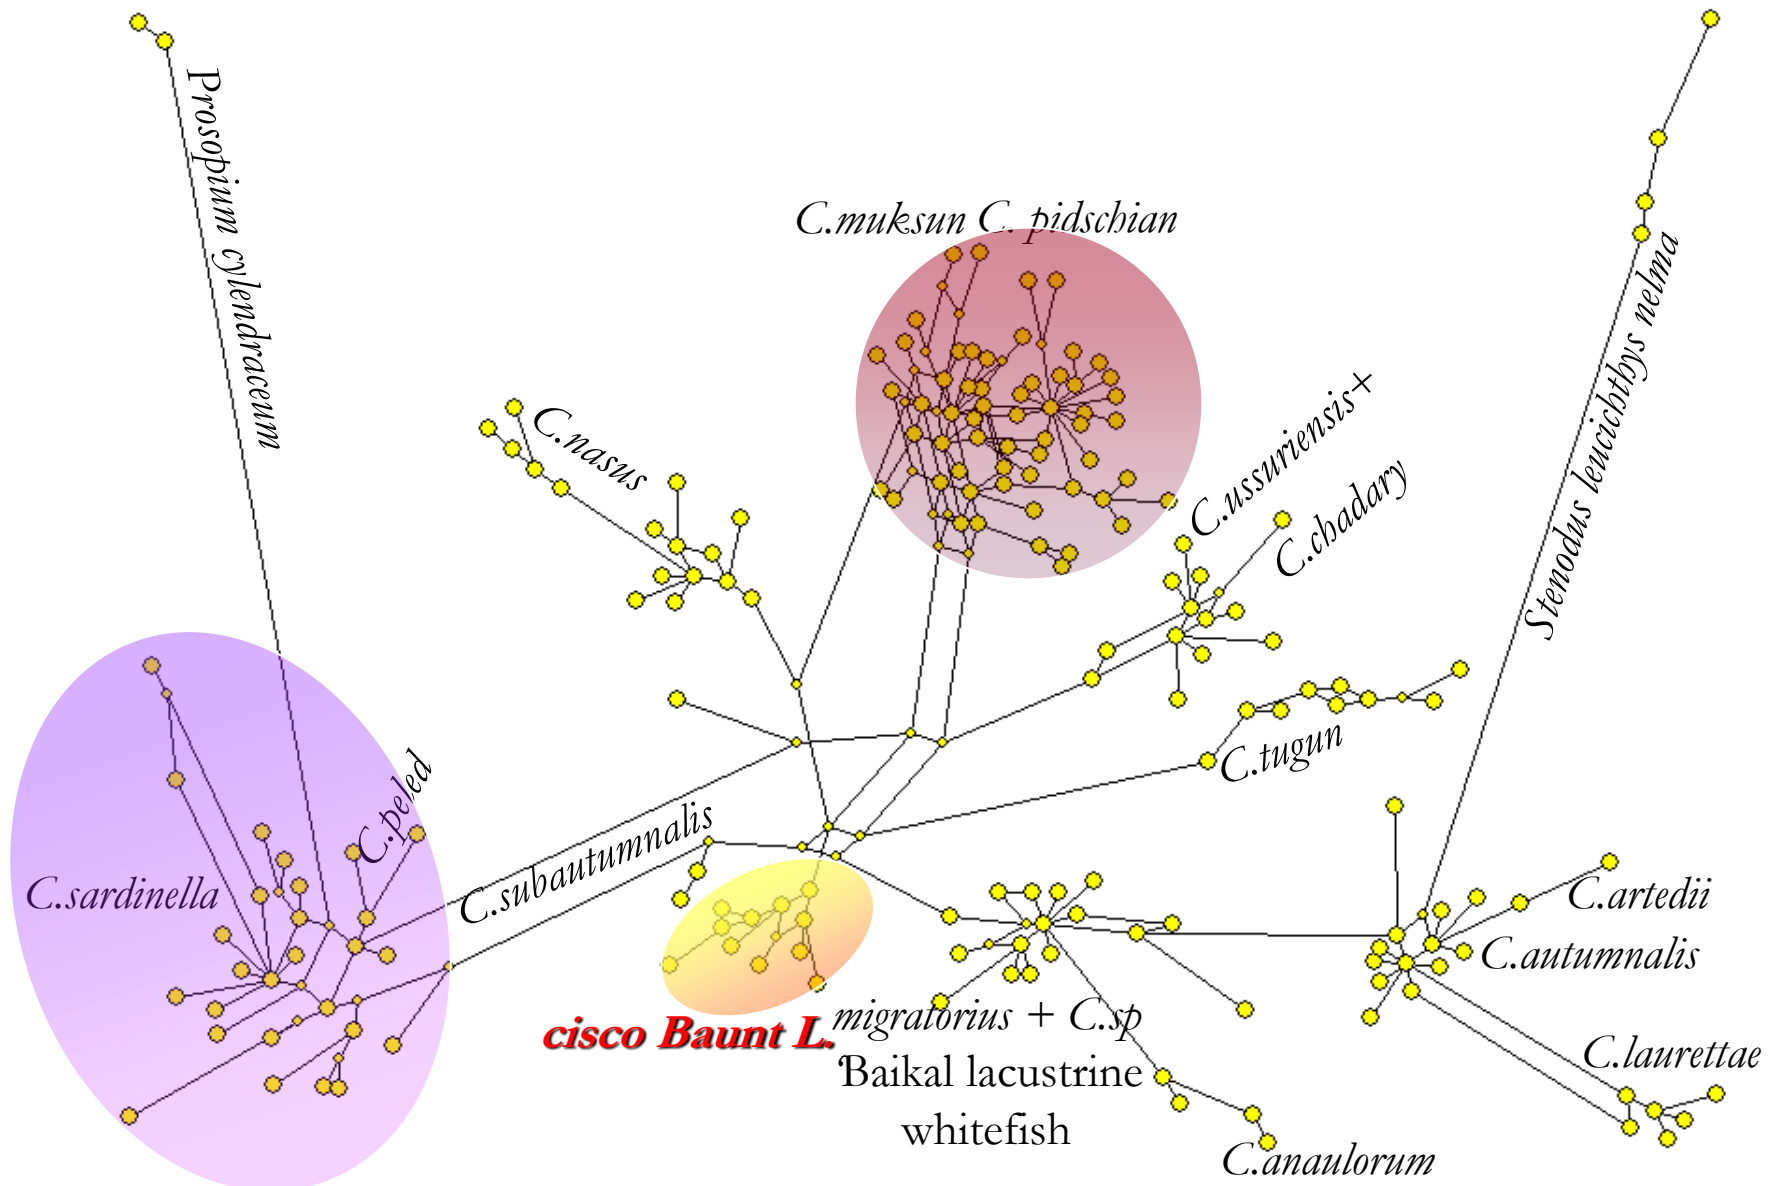 Prosopium cylendraceum
C.muksun C. pidschian
C.nasus
C.ussuriensis+
C.chadary
Stenodus leucichthys nelma
C.tugun
C.peled
C.subautumnalis
C.sardinella
C.artedii
C.autumnalis
cisco Baunt L.
migratorius + C.sp
Baikal lacustrine
whitefish
C.laurettae
C.anaulorum